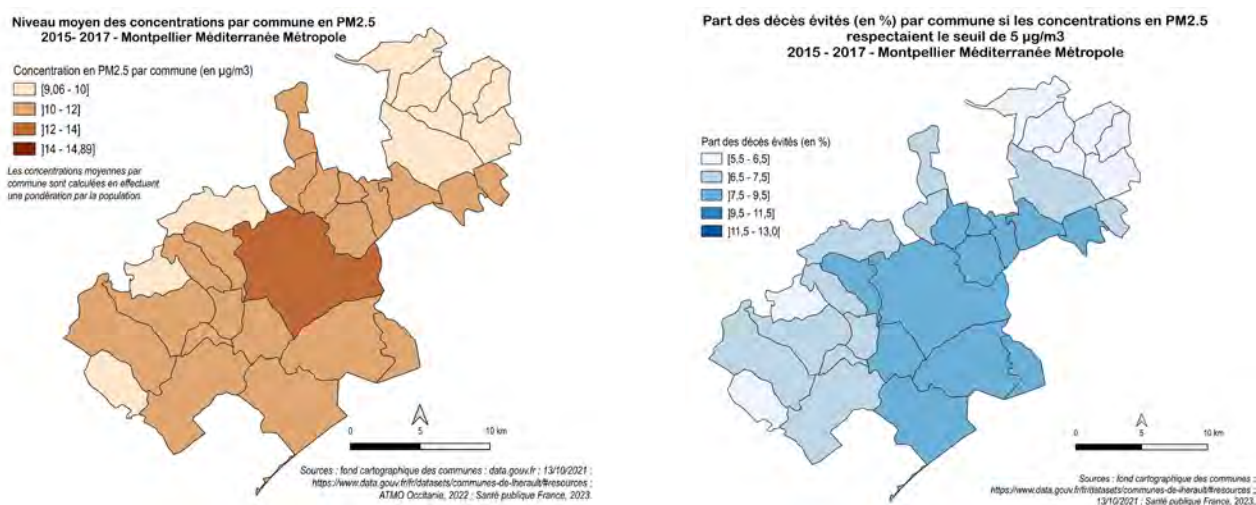 Niveau moyen des concentrations par commune en PM2.5
2015- 2017 - Montpellier Méditerranée Métropole
Concentration en PM2.5 par commune (en µg/m3)
[9,06 - 10]
]10 - 12]
]12 - 14]
]14 - 14,89]
Les concentrations moyennes par
commune sont calculées en effectuant
une pondération par la population.
0
5
10 km
Sources : fond cartographique des communes : data.gouv.fr : 13/10/2021 ;
https://www.data.gouv.fr/fr/datasets/communes-de-lherault/#resources ;
ATMO Occitanie, 2022 ; Santé publique France, 2023.
Part des décès évités (en %) par commune si les concentrations en PM2.5
respectaient le seuil de 5 µg/m3
2015 - 2017 - Montpellier Méditerranée Métropole
Part des décès évités (en %)
[5,5 - 6,5]
]6,5 - 7,5]
]7,5 - 9,5]
]9,5 - 11,5]
]11,5 - 13,0[
0
5
10 km
Sources : fond cartographique des communes :
https://www.data.gouv.fr/fr/datasets/communes-de-lherault/#resources ;
13/10/2021 ; Santé publique France, 2023.